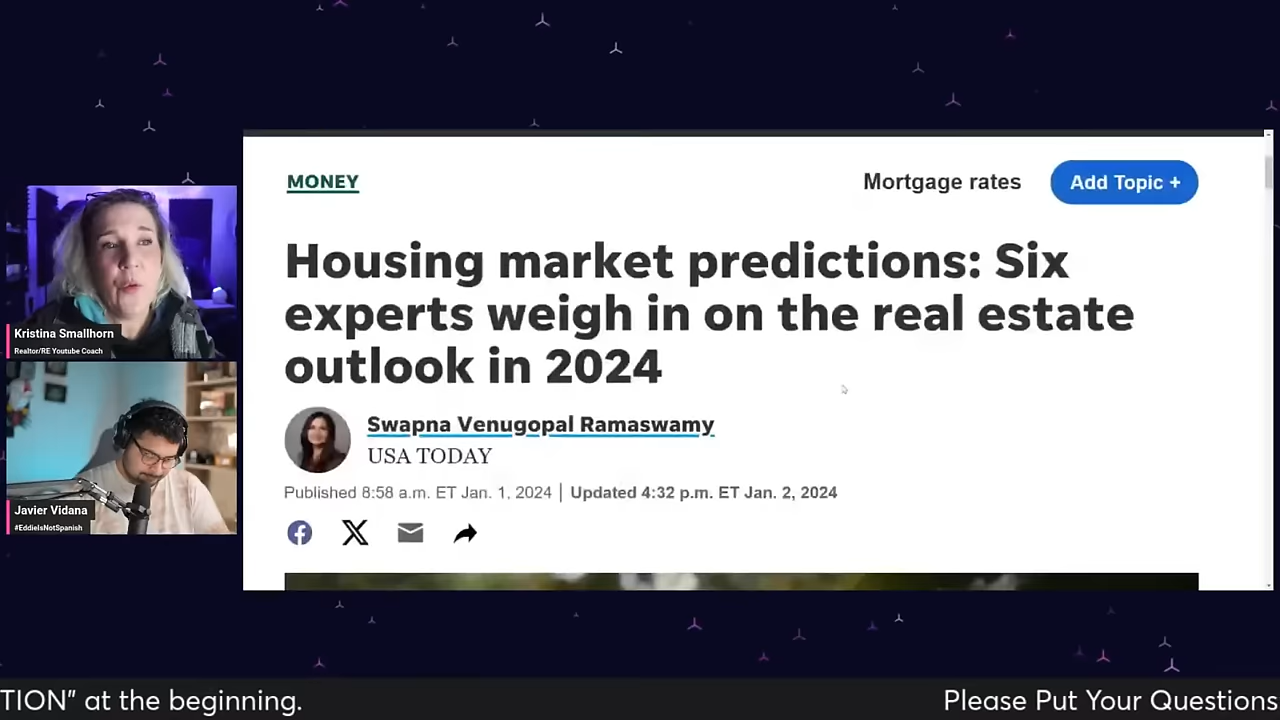 MONEY
Mortgage rates
Add Topic +
Housing market predictions: Six
experts weigh in on the real estate
outlook in 2024
Swapna Venugopal Ramaswamy
USA TODAY
Published 8:58 a.m. ET Jan. 1, 2024 | Updated 4:32 p.m. ET Jan. 2, 2024
Kristina Smallhorn
Realtor/RE Youtube Coach
Javier Vidana
#EddieIsNotSpanish
TION" at the beginning.
Please Put Your Questions